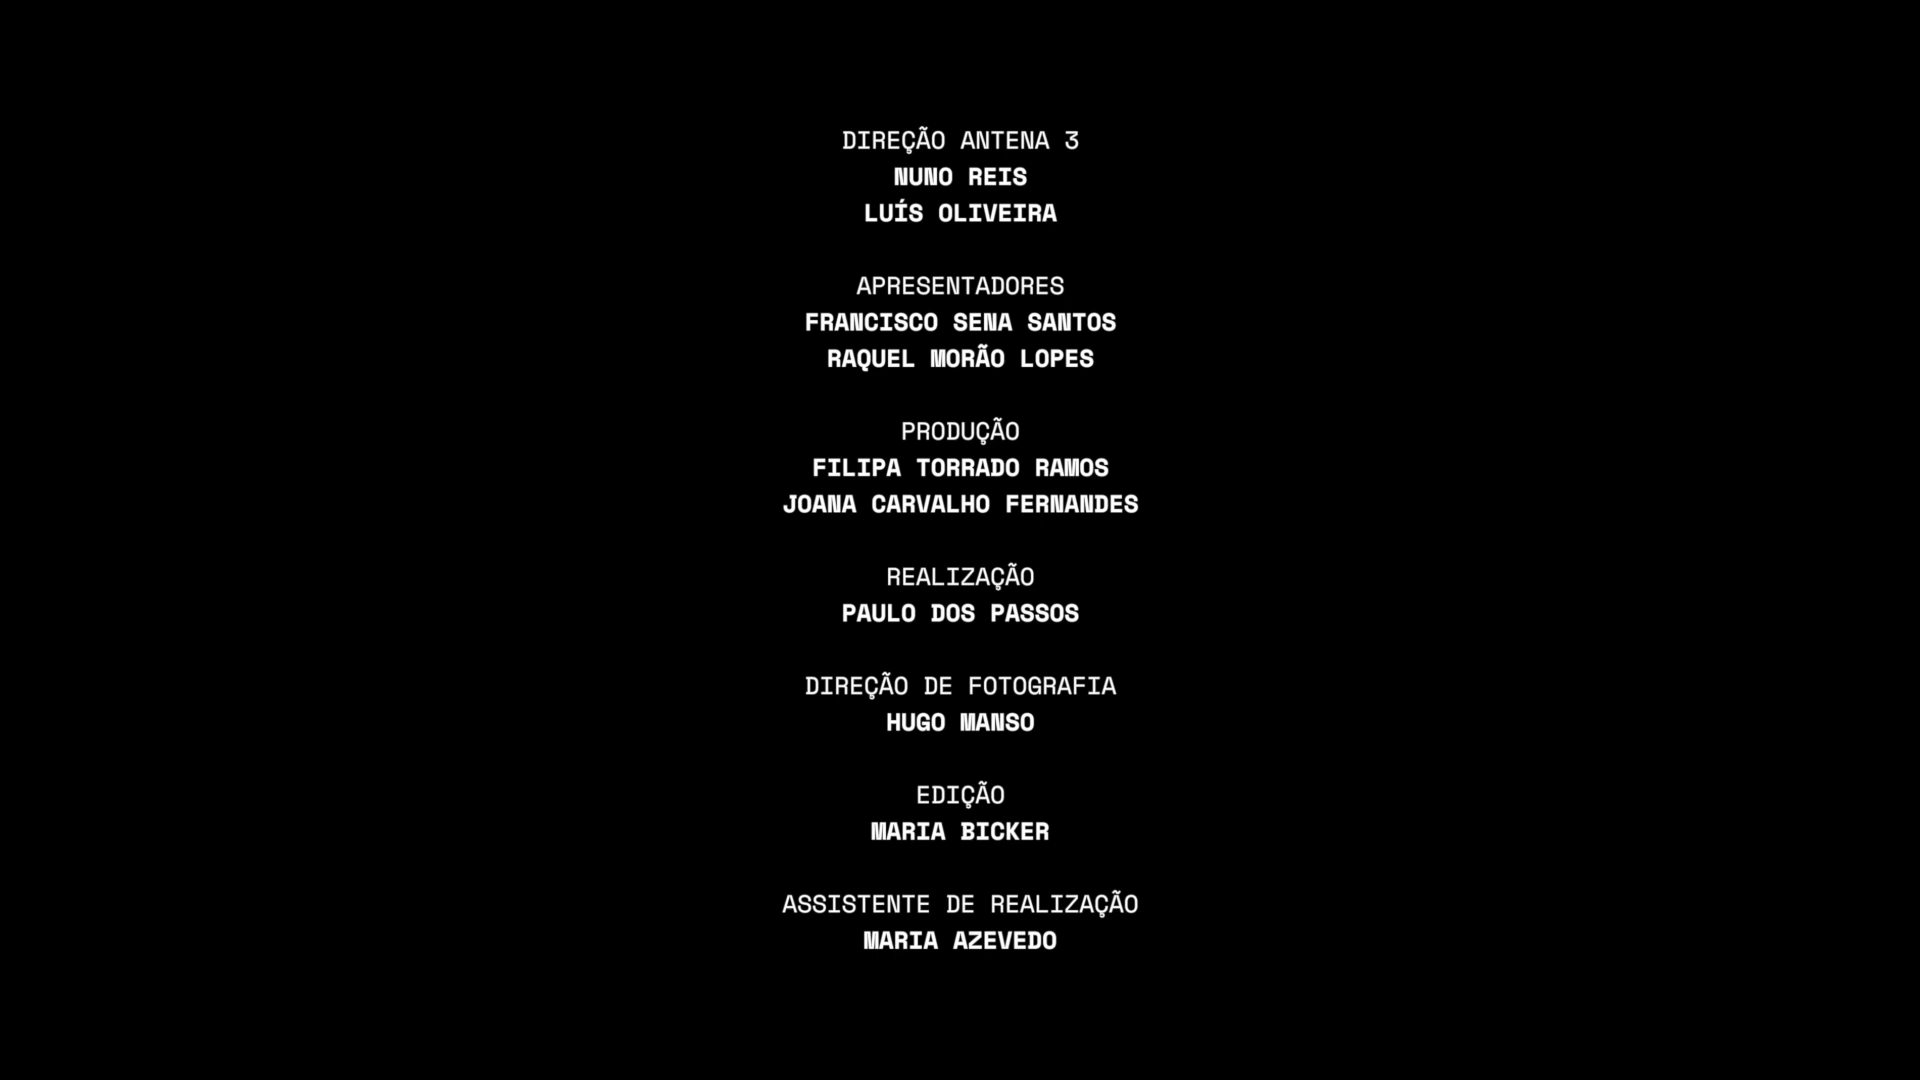 DIREÇÃO ANTENA 3
NUNO REIS
LUÍS OLIVEIRA
APRESENTADORES
FRANCISCO SENA SANTOS
RAQUEL MORÃO LOPES
PRODUÇÃO
FILIPA TORRADO RAMOS
JOANA CARVALHO FERNANDES
REALIZAÇÃO
PAULO DOS PASSOS
DIREÇÃO DE FOTOGRAFIA
HUGO MANSO
EDIÇÃO
MARIA BICKER
ASSISTENTE DE REALIZAÇÃO
MARIA AZEVEDO